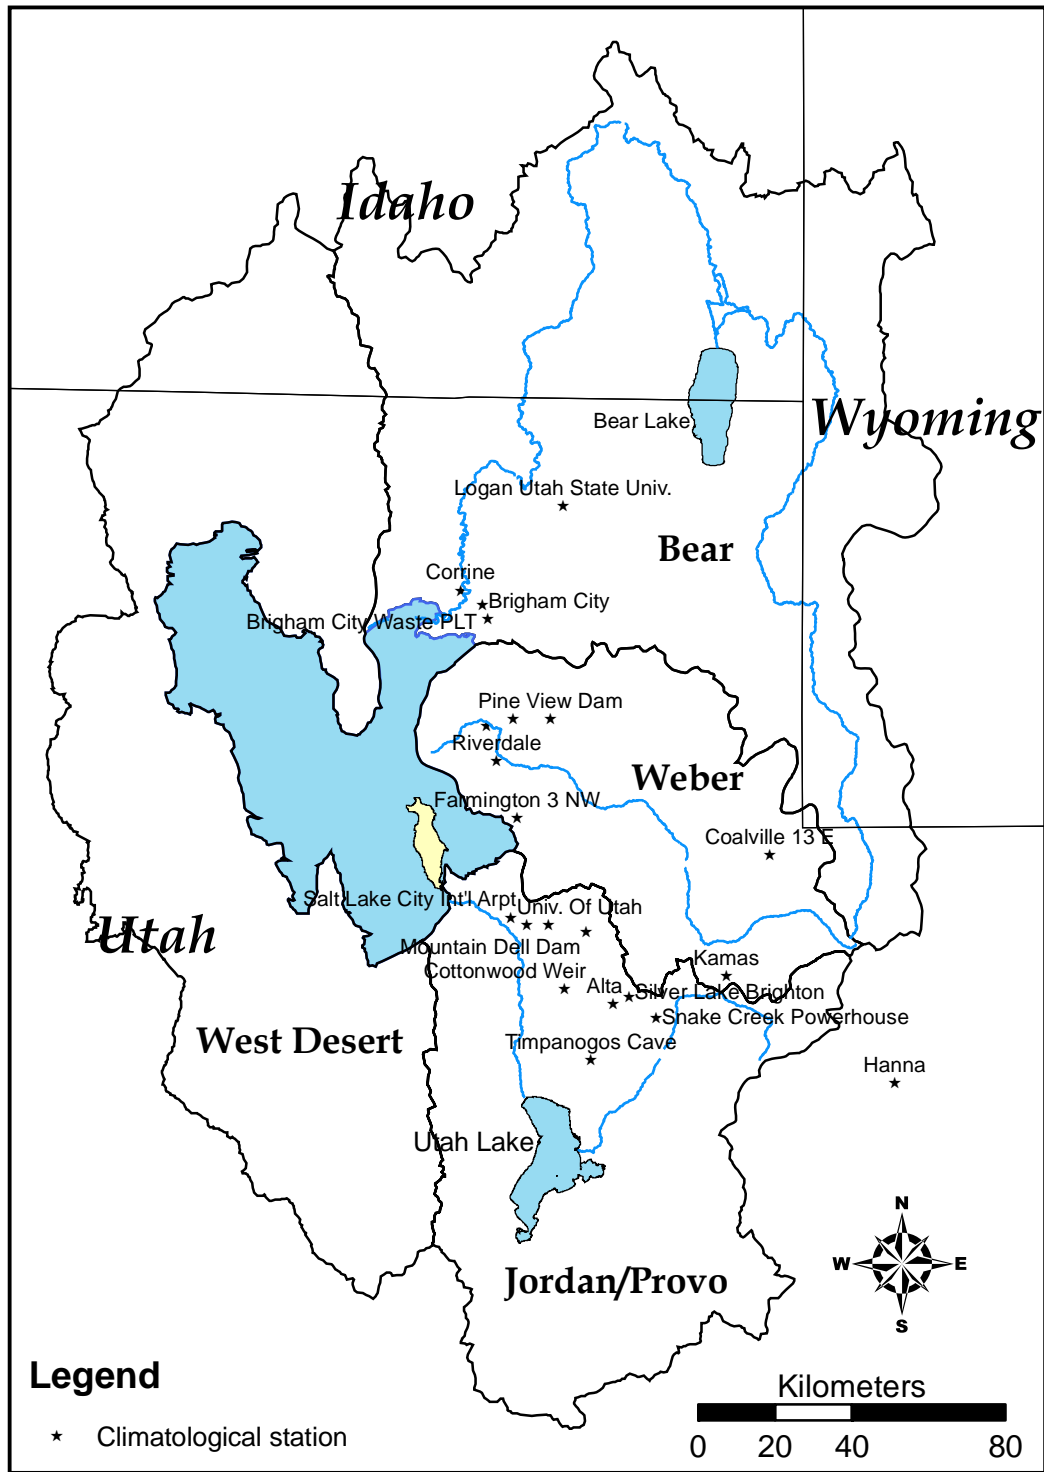 Idaho
Wyoming
Bear Lake
Logan Utah State Univ.
Bear
Corrine
Brigham City
Brigham City Waste PLT
Pine View Dam
Riverdale
Weber
Farmington 3 NW
Coalville 13 E
Salt Lake City Int'l Arpt
Univ. Of Utah
Utah
Mountain Dell Dam
Kamas
Cottonwood Weir
Alta
Silver Lake Brighton
Snake Creek Powerhouse
West Desert
Timpanogos Cave
Hanna
Utah Lake
N
W
E
S
Jordan/Provo
Legend
Climatological station
Kilometers
0 20 40 80